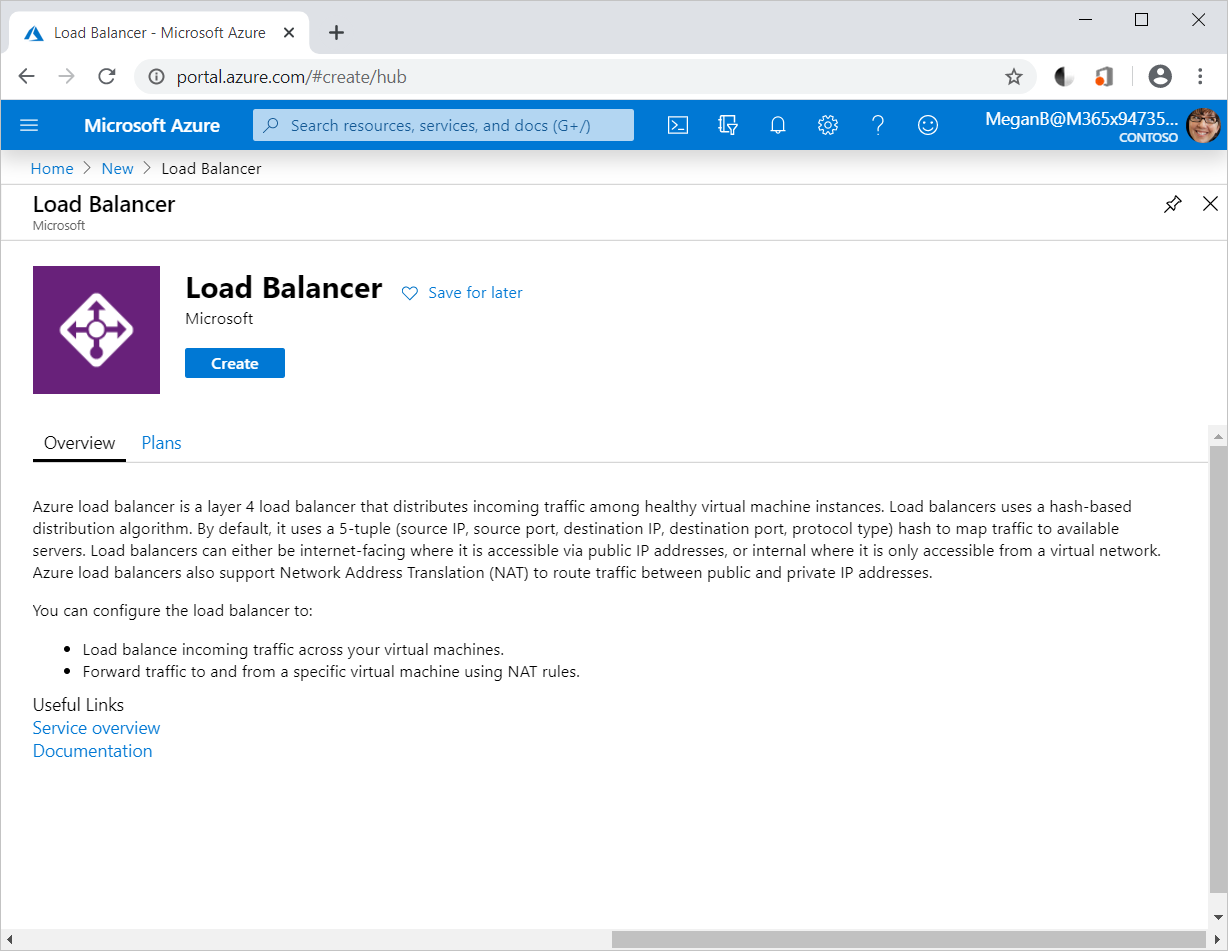 Load Balancer - Microsoft Azure
portal.azure.com/#create/hub
Microsoft Azure
Search resources, services, and docs (G+/)
MeganB@M365x94735...
CONTOSO
Home > New > Load Balancer
Load Balancer
Microsoft
Load Balancer
Save for later
Microsoft
Create
Overview
Plans
Azure load balancer is a layer 4 load balancer that distributes incoming traffic among healthy virtual machine instances. Load balancers uses a hash-based
distribution algorithm. By default, it uses a 5-tuple (source IP, source port, destination IP, destination port, protocol type) hash to map traffic to available
servers. Load balancers can either be internet-facing where it is accessible via public IP addresses, or internal where it is only accessible from a virtual network.
Azure load balancers also support Network Address Translation (NAT) to route traffic between public and private IP addresses.
You can configure the load balancer to:
• Load balance incoming traffic across your virtual machines.
• Forward traffic to and from a specific virtual machine using NAT rules.
Useful Links
Service overview
Documentation